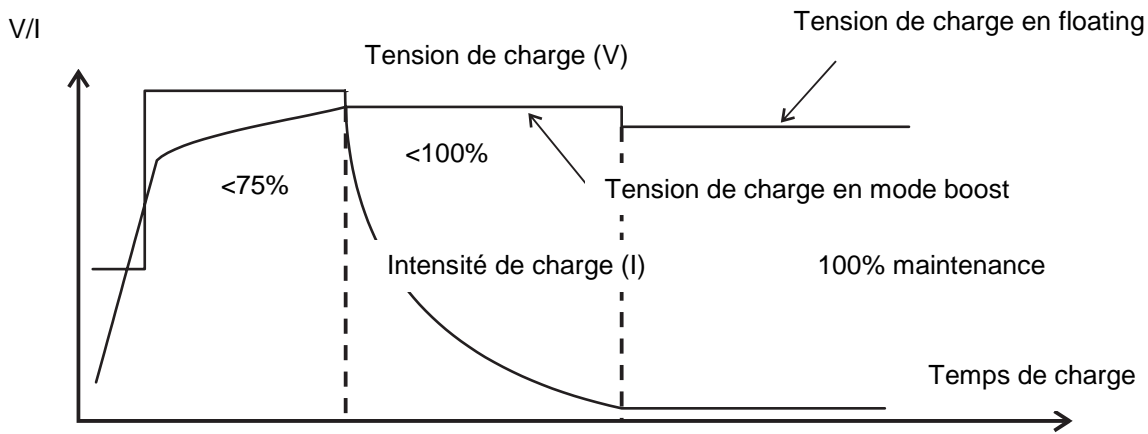 Tension de charge en floating
V/I
Tension de charge (V)
<100%
<75%
Tension de charge en mode boost
Intensité de charge (I)
100% maintenance
Temps de charge